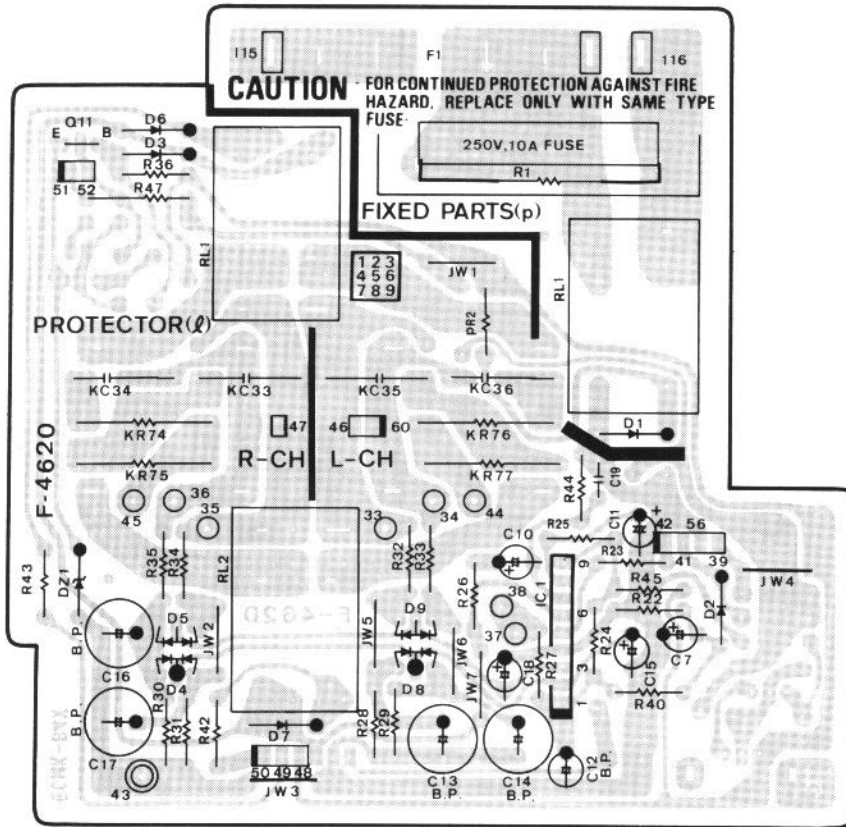 115 F1 116
CAUTION
FOR CONTINUED PROTECTION AGAINST FIRE
HAZARD, REPLACE ONLY WITH SAME TYPE
FUSE
250V,10A FUSE
R1
FIXED PARTS(p)
Q11
E B
51 52
D6
D3
R36
R47
RL1
1 2 3
4 5 6
7 8 9
JW1
PR2
RL1
PROTECTOR(ℓ)
KC34 KC33 KC35 KC36
KR74 47 46 60 KR76
D1
R-CH L-CH
KR75 KR77
F-4620
45 36 35 33 34 44
R44 C19
R43 DZ1
R35 R34
RL2
F-4620
R32 R33
C10
R25
C11 +
42 56
41 39
R23
R45
R22
D2
JW4
IC1
9
6
3
1
R26
38
37
B.P.
C16
D5
D4
JW2
JW5
D9
D8
JW6
JW7
+
C18
R27
R24
+
C15
+
C7
R40
B.P.
C17
R30
R31
R42
D7
50 49 48
JW3
R28
R29
C13
B.P.
C14
B.P.
C12
B.P.
43